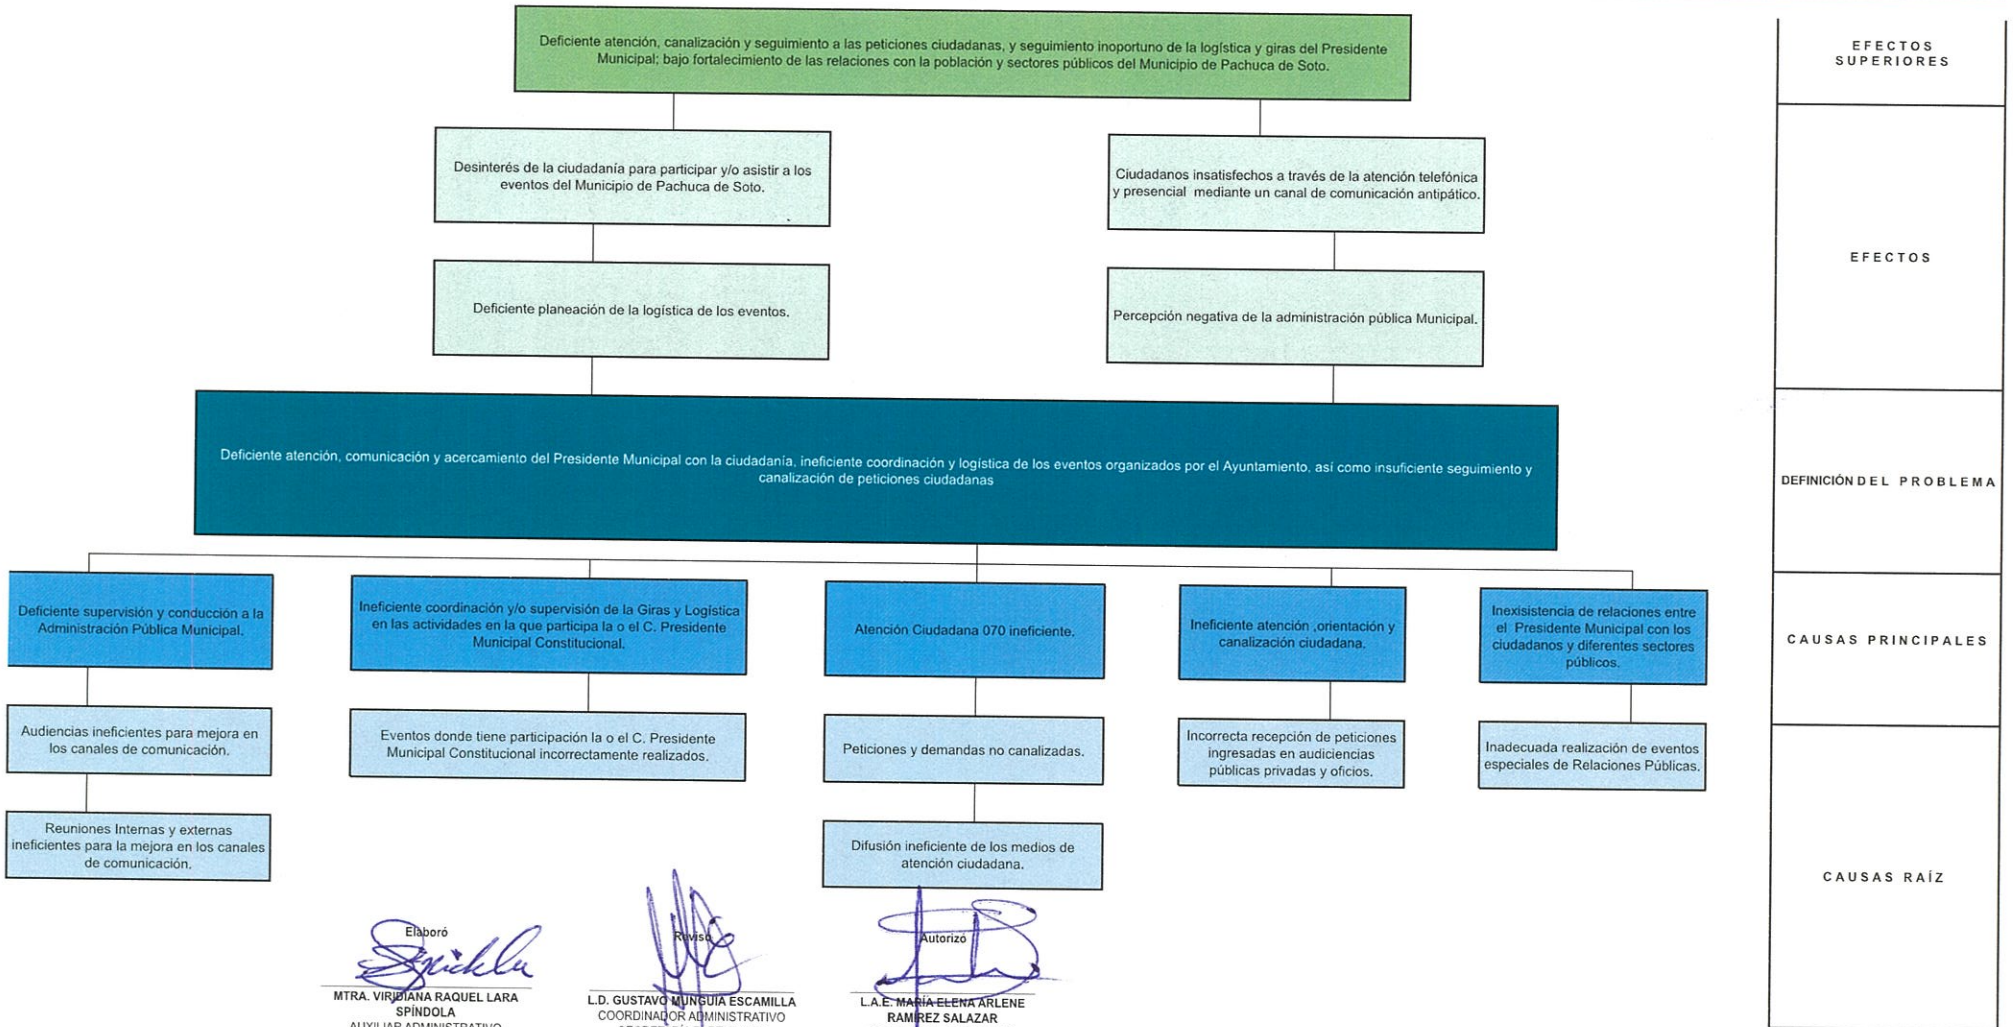 Deficiente atención, canalización y seguimiento a las peticiones ciudadanas, y seguimiento inoportuno de la logística y giras del Presidente
Municipal; bajo fortalecimiento de las relaciones con la población y sectores públicos del Municipio de Pachuca de Soto.
EFECTOS
SUPERIORES
Desinterés de la ciudadanía para participar y/o asistir a los
eventos del Municipio de Pachuca de Soto.
Ciudadanos insatisfechos a través de la atención telefónica
y presencial mediante un canal de comunicación antipático.
EFECTOS
Deficiente planeación de la logística de los eventos.
Percepción negativa de la administración pública Municipal.
Deficiente atención, comunicación y acercamiento del Presidente Municipal con la ciudadanía, ineficiente coordinación y logística de los eventos organizados por el Ayuntamiento, así como insuficiente seguimiento y
canalización de peticiones ciudadanas
DEFINICIÓN DEL PROBLEMA
Deficiente supervisión y conducción a la
Administración Pública Municipal.
Ineficiente coordinación y/o supervisión de la Giras y Logística
en las actividades en la que participa la o el C. Presidente
Municipal Constitucional.
Atención Ciudadana 070 ineficiente.
Ineficiente atención ,orientación y
canalización ciudadana.
Inexisistencia de relaciones entre
el Presidente Municipal con los
ciudadanos y diferentes sectores
públicos.
CAUSAS PRINCIPALES
Audiencias ineficientes para mejora en
los canales de comunicación.
Eventos donde tiene participación la o el C. Presidente
Municipal Constitucional incorrectamente realizados.
Peticiones y demandas no canalizadas.
Incorrecta recepción de peticiones
ingresadas en audiciencias
públicas privadas y oficios.
Inadecuada realización de eventos
especiales de Relaciones Públicas.
Reuniones Internas y externas
ineficientes para la mejora en los canales
de comunicación.
Difusión ineficiente de los medios de
atención ciudadana.
CAUSAS RAÍZ
Elaboró
MTRA. VIRIDIANA RAQUEL LARA
SPÍNDOLA
AUXILIAR ADMINISTRATIVO
Revisó
L.D. GUSTAVO MUNGUÍA ESCAMILLA
COORDINADOR ADMINISTRATIVO
Autorizó
L.A.E. MARÍA ELENA ARLENE
RAMÍREZ SALAZAR